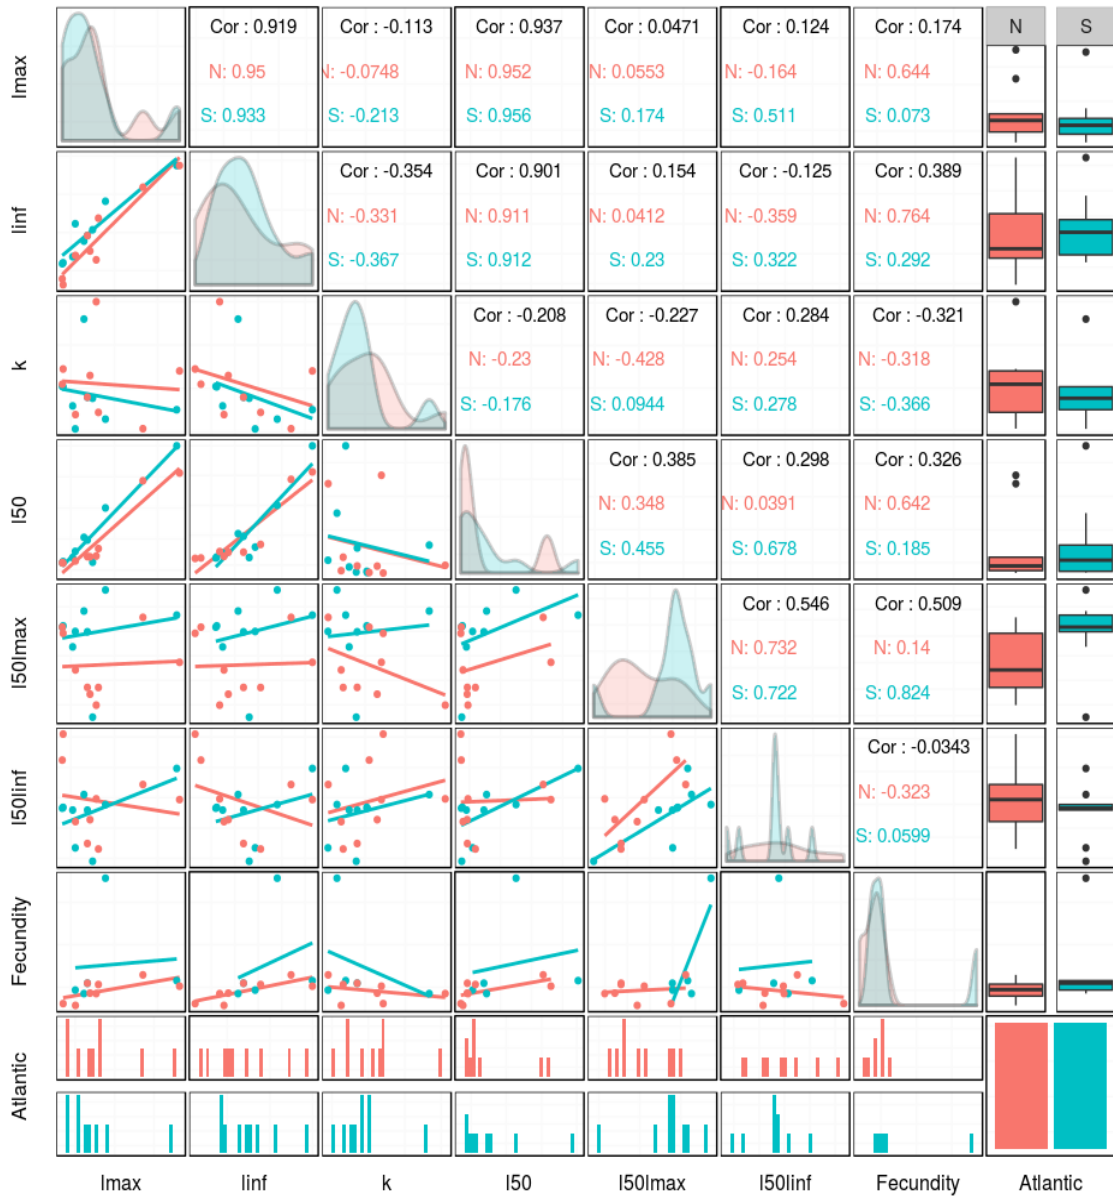 Cor : 0.919 Cor : -0.113 Cor : 0.937 Cor : 0.0471 Cor : 0.124 Cor : 0.174 N S
lmax N: 0.95 N: -0.0748 N: 0.952 N: 0.0553 N: -0.164 N: 0.644
S: 0.933 S: -0.213 S: 0.956 S: 0.174 S: 0.511 S: 0.073
Cor : -0.354 Cor : 0.901 Cor : 0.154 Cor : -0.125 Cor : 0.389
linf N: -0.331 N: 0.911 N: 0.0412 N: -0.359 N: 0.764
S: -0.367 S: 0.912 S: 0.23 S: 0.322 S: 0.292
Cor : -0.208 Cor : -0.227 Cor : 0.284 Cor : -0.321
k N: -0.23 N: -0.428 N: 0.254 N: -0.318
S: -0.176 S: 0.0944 S: 0.278 S: -0.366
Cor : 0.385 Cor : 0.298 Cor : 0.326
l50 N: 0.348 N: 0.0391 N: 0.642
S: 0.455 S: 0.678 S: 0.185
Cor : 0.546 Cor : 0.509
l50lmax N: 0.732 N: 0.14
S: 0.722 S: 0.824
Cor : -0.0343
l50linf N: -0.323
S: 0.0599
Fecundity
Atlantic
lmax linf k l50 l50lmax l50linf Fecundity Atlantic